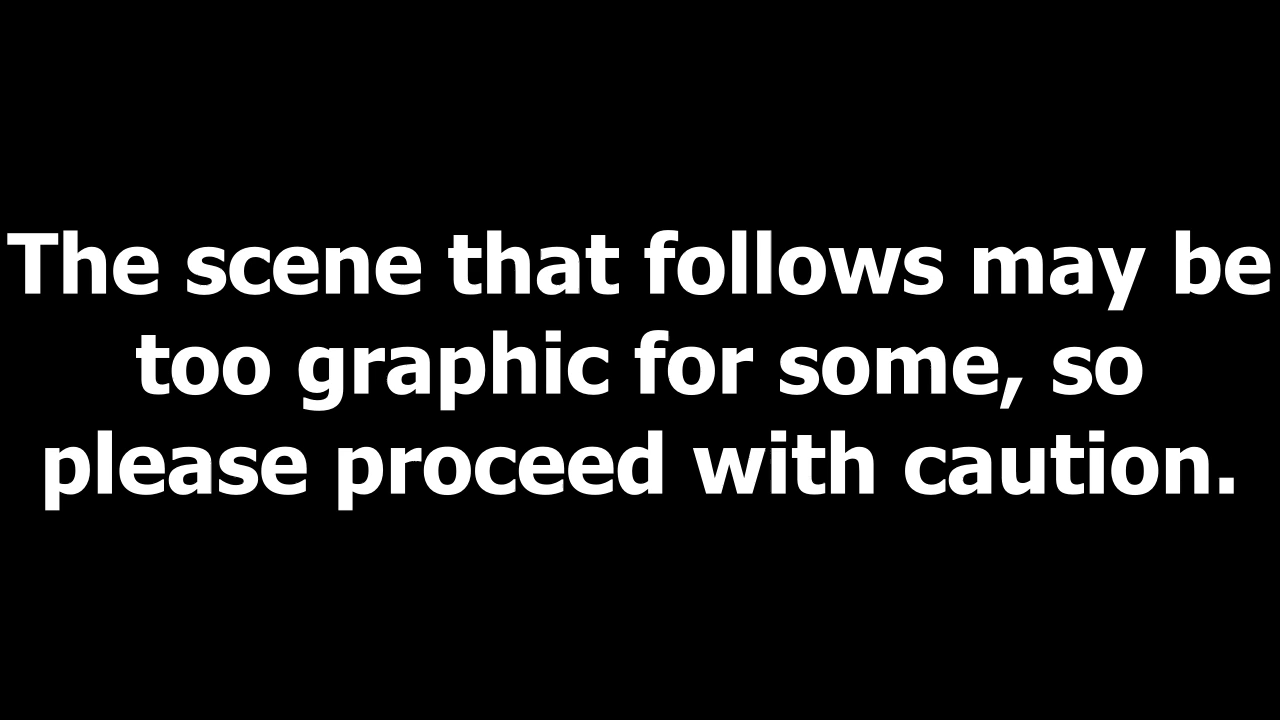 The scene that follows may be
too graphic for some, so
please proceed with caution.